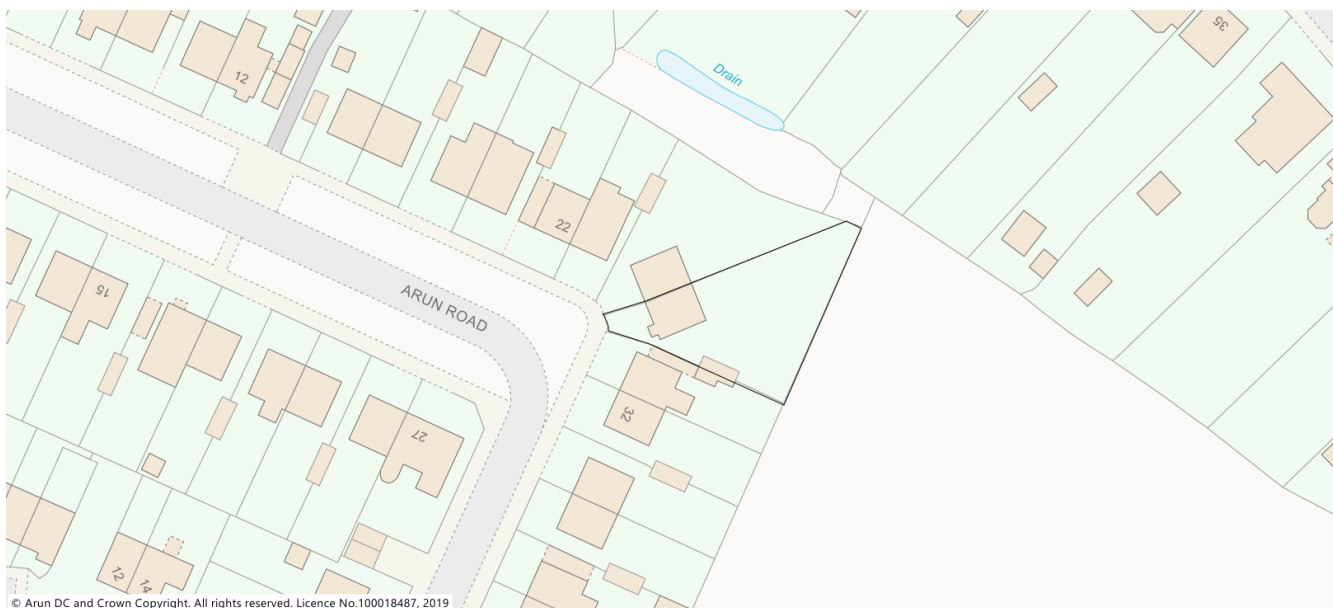 35
Drain
12
22
ARUN ROAD
15
32
27
12
14
© Arun DC and Crown Copyright. All rights reserved. Licence No.100018487, 2019